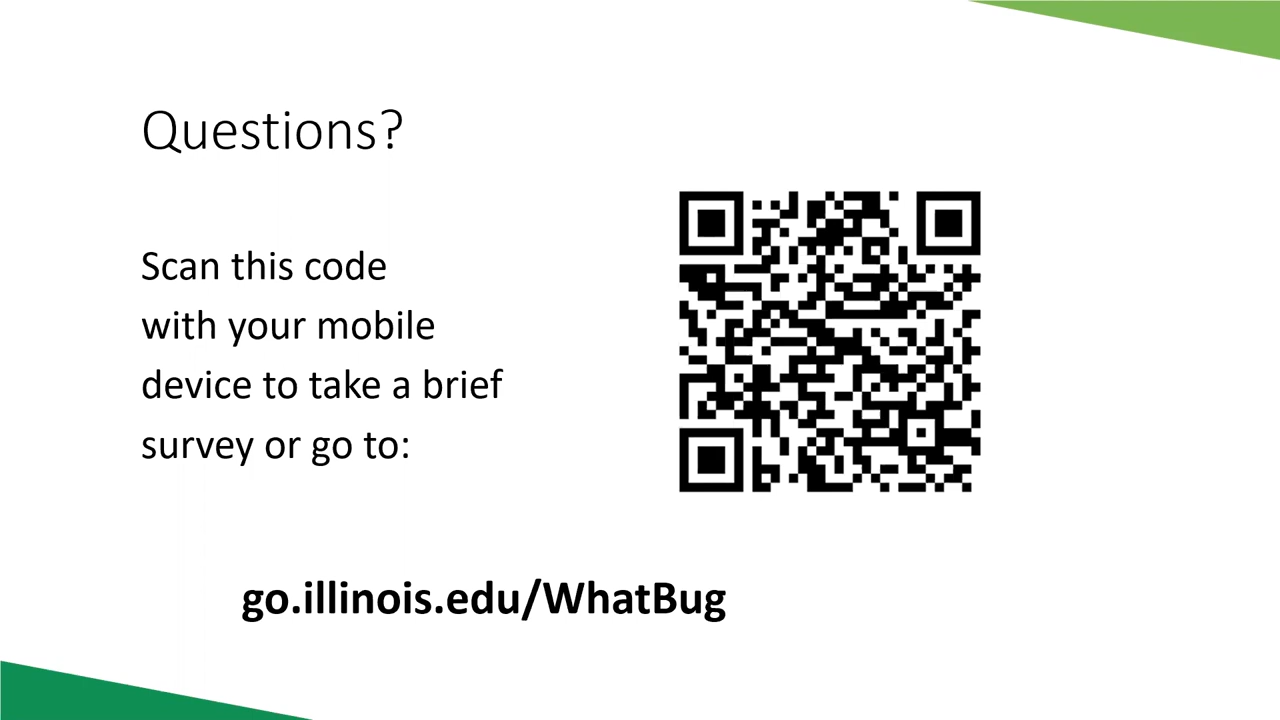 Questions?
Scan this code
with your mobile
device to take a brief
survey or go to:
go.illinois.edu/WhatBug